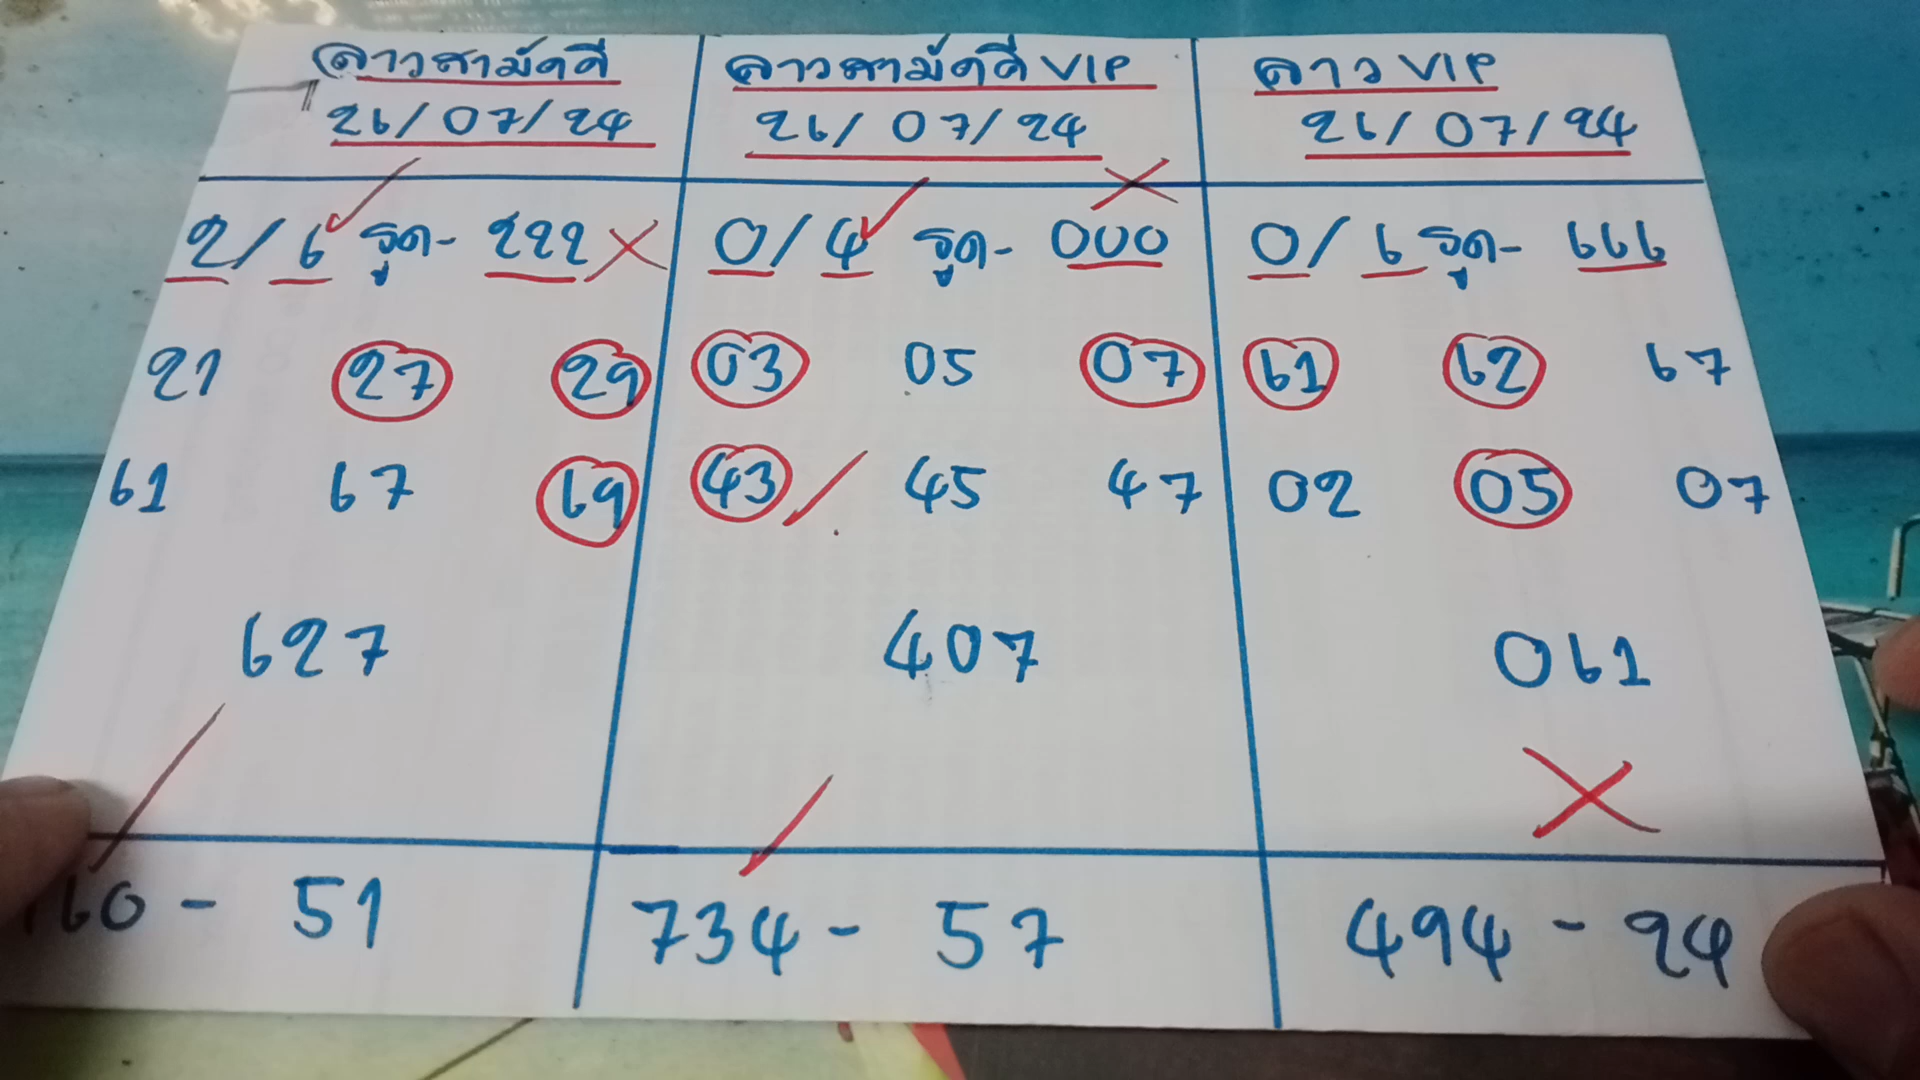 ลาวสามัคคี
26/07/24
2/6 รูด- 222
21 27 29
61 67 69
627
60 - 51
ลาวสามัคคี VIP
26/07/24
0/4 รูด- 000
03 05 07
43 45 47
407
734 - 57
ลาว VIP
26/07/24
0/6 รูด- 666
61 62 67
02 05 07
061
494 - 24